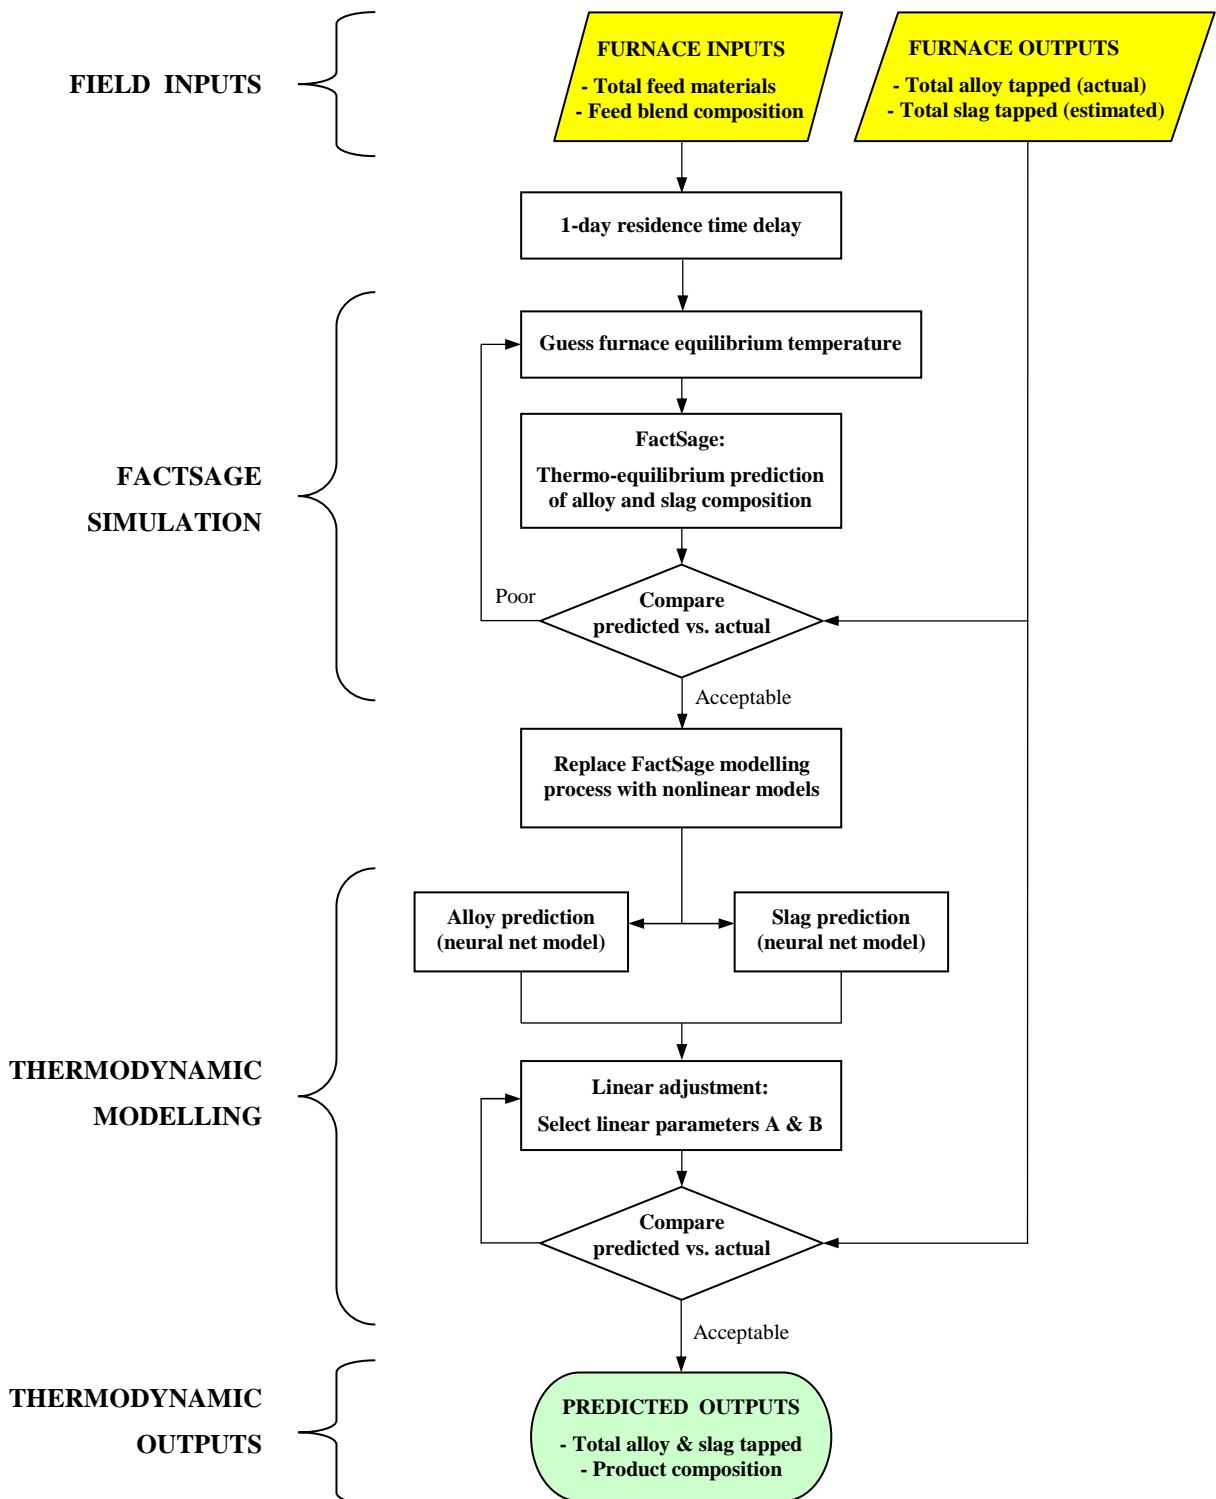 FIELD INPUTS
FURNACE INPUTS
- Total feed materials
- Feed blend composition
FURNACE OUTPUTS
- Total alloy tapped (actual)
- Total slag tapped (estimated)
1-day residence time delay
FACTSAGE
SIMULATION
Guess furnace equilibrium temperature
FactSage:
Thermo-equilibrium prediction
of alloy and slag composition
Poor
Compare
predicted vs. actual
Acceptable
Replace FactSage modelling
process with nonlinear models
THERMODYNAMIC
MODELLING
Alloy prediction
(neural net model)
Slag prediction
(neural net model)
Linear adjustment:
Select linear parameters A & B
Compare
predicted vs. actual
Acceptable
THERMODYNAMIC
OUTPUTS
PREDICTED OUTPUTS
- Total alloy & slag tapped
- Product composition